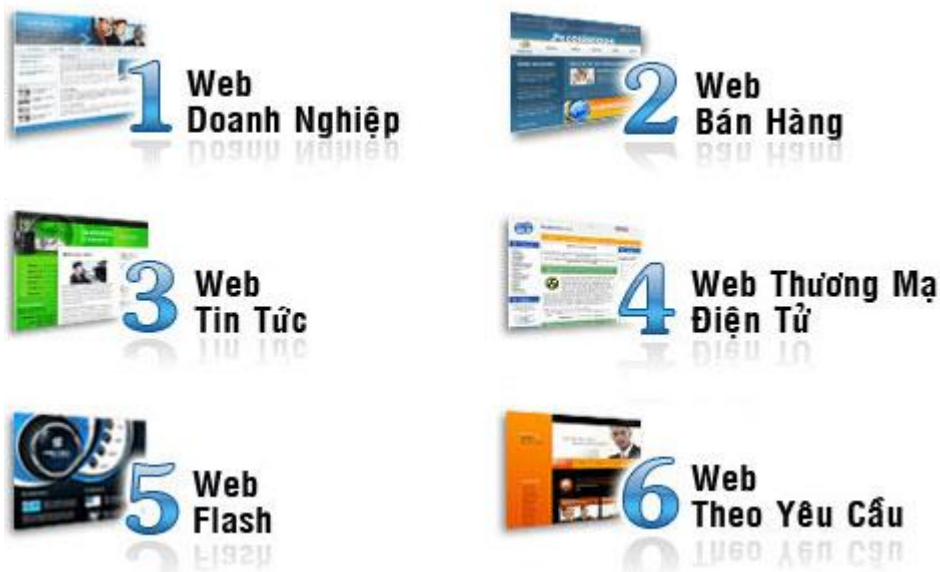 1 Web
Doanh Nghiệp
2 Web
Bán Hàng
3 Web
Tin Tức
4 Web Thương Mạ
Điện Tử
5 Web
Flash
6 Web
Theo Yêu Cầu